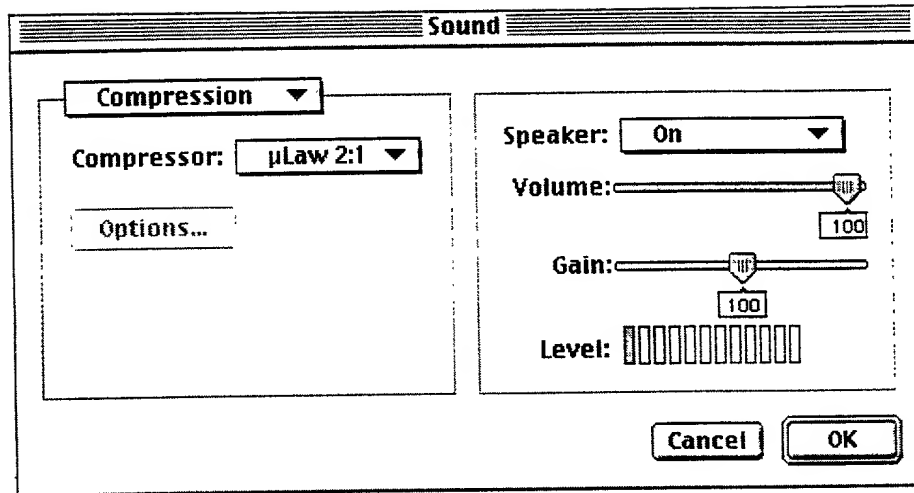 Sound
Compression
Compressor: µLaw 2:1
Options...
Speaker: On
Volume:
100
Gain:
100
Level:
Cancel OK